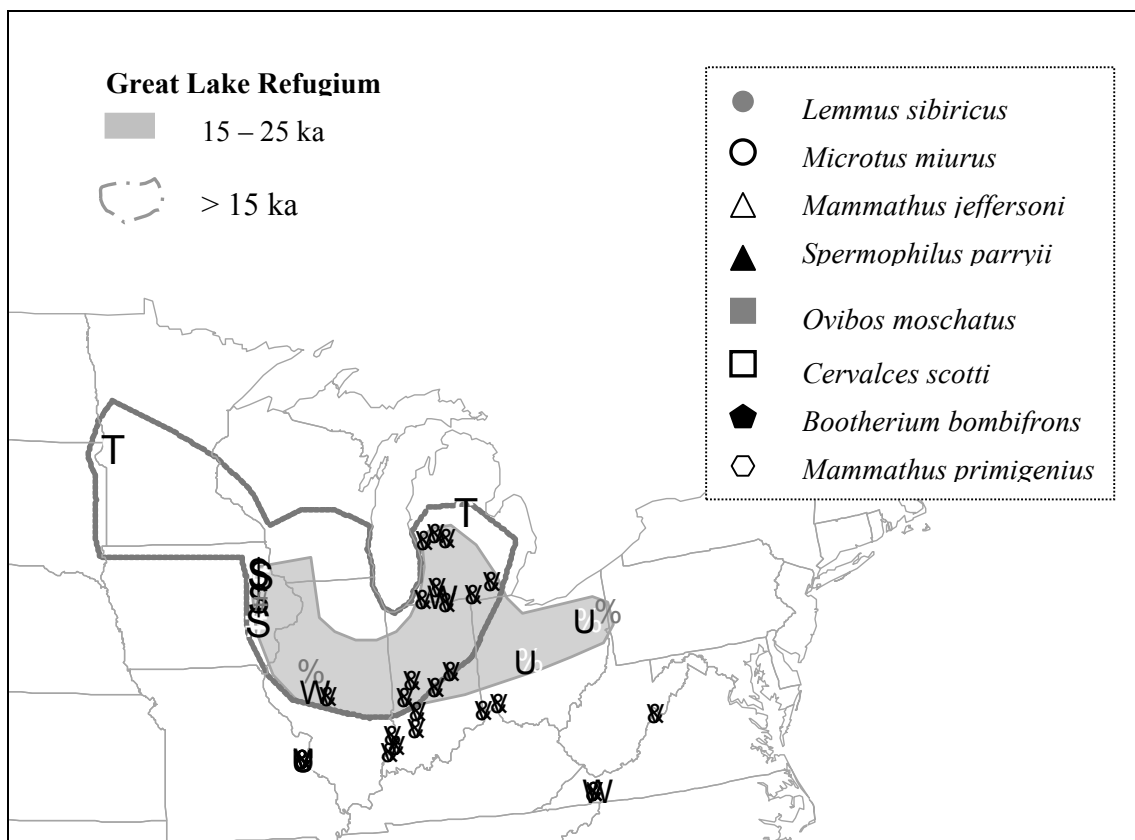 Great Lake Refugium
15 – 25 ka
> 15 ka
Lemmus sibiricus
Microtus miurus
Mammathus jeffersoni
Spermophilus parryii
Ovibos moschatus
Cervalces scotti
Bootherium bombifrons
Mammathus primigenius
T
T
& & &
$
& & W & & &
S
U % %
U %
%
W &
& & & &
& &
& &
& & &
U
&
W